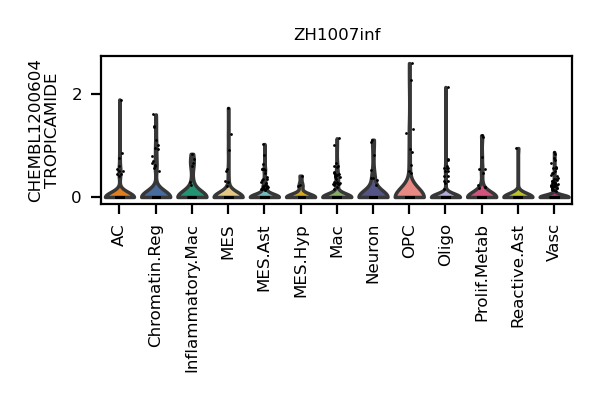 ZH1007inf
CHEMBL1200604
TROPICAMIDE
2
0
AC
Chromatin.Reg
Inflammatory.Mac
MES
MES.Ast
MES.Hyp
Mac
Neuron
OPC
Oligo
Prolif.Metab
Reactive.Ast
Vasc